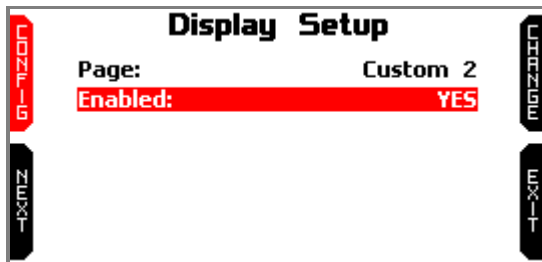 Display Setup
CONFIG
CHANGE
Page: Custom 2
Enabled: YES
NEXT
EXIT